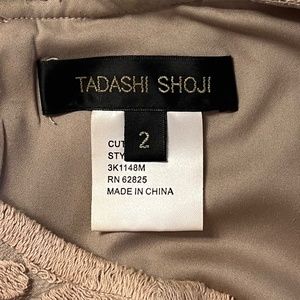 TADASHI SHOJI
2
CUT
STY
3K1148M
RN 62825
MADE IN CHINA